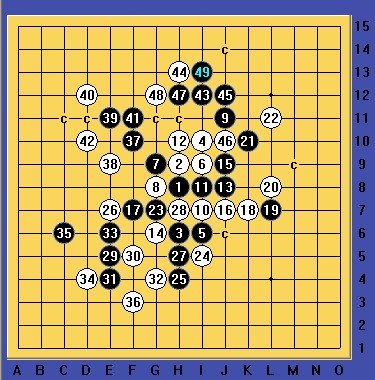 15
c 14
44 49 13
40 48 47 43 45 12
c c 39 41 c c 9 22 11
42 37 12 4 46 21 10
38 7 2 6 15 c 9
8 1 11 13 20 8
26 17 23 28 10 16 18 19 7
35 33 14 3 5 c 6
29 30 27 24 5
34 31 32 25 4
36 3
2
1
A B C D E F G H I J K L M N O